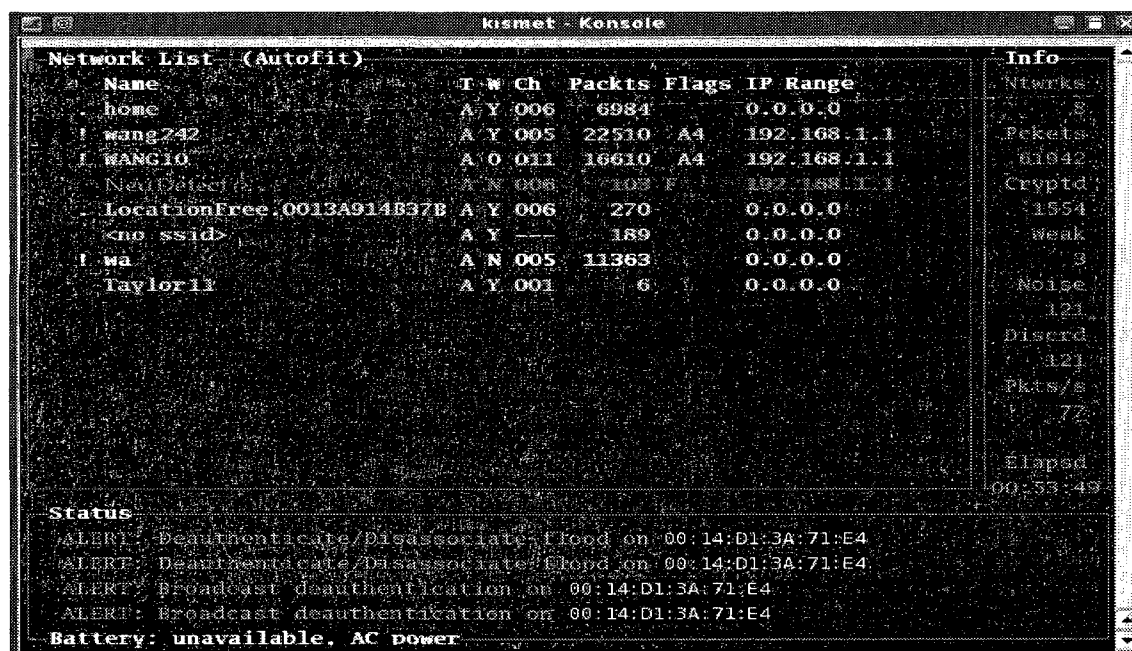 kismet - Konsole
Network List (Autofit)
Name T W Ch Packts Flags IP Range
. home A Y 006 6984 0.0.0.0
! wang242 A Y 005 22510 A4 192.168.1.1
! WANG10 A O 011 16610 A4 192.168.1.1
A N 006 F 192.168.1.1
. LocationFree.0013A914B37B A Y 006 270 0.0.0.0
<no ssid> A Y --- 189 0.0.0.0
! wa A N 005 11363 0.0.0.0
Taylor11 A Y 001 6 0.0.0.0
Info
Ntwrks
8
Pckets
61942
Cryptd
1554
Weak
3
Noise
121
Discrd
121
Pkts/s
77
Elapsd
00:53:49
Status
ALERT: Deauthenticate/Disassociate flood on 00:14:D1:3A:71:E4
ALERT: Deauthenticate/Disassociate flood on 00:14:D1:3A:71:E4
ALERT: Broadcast deauthentication on 00:14:D1:3A:71:E4
ALERT: Broadcast deauthentication on 00:14:D1:3A:71:E4
Battery: unavailable, AC power